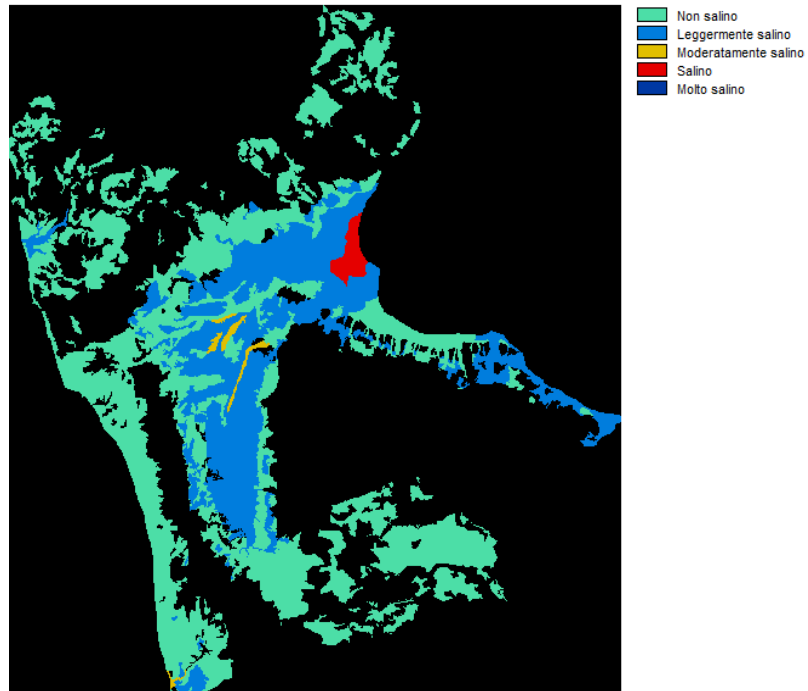 Non salino
Leggermente salino
Moderatamente salino
Salino
Molto salino